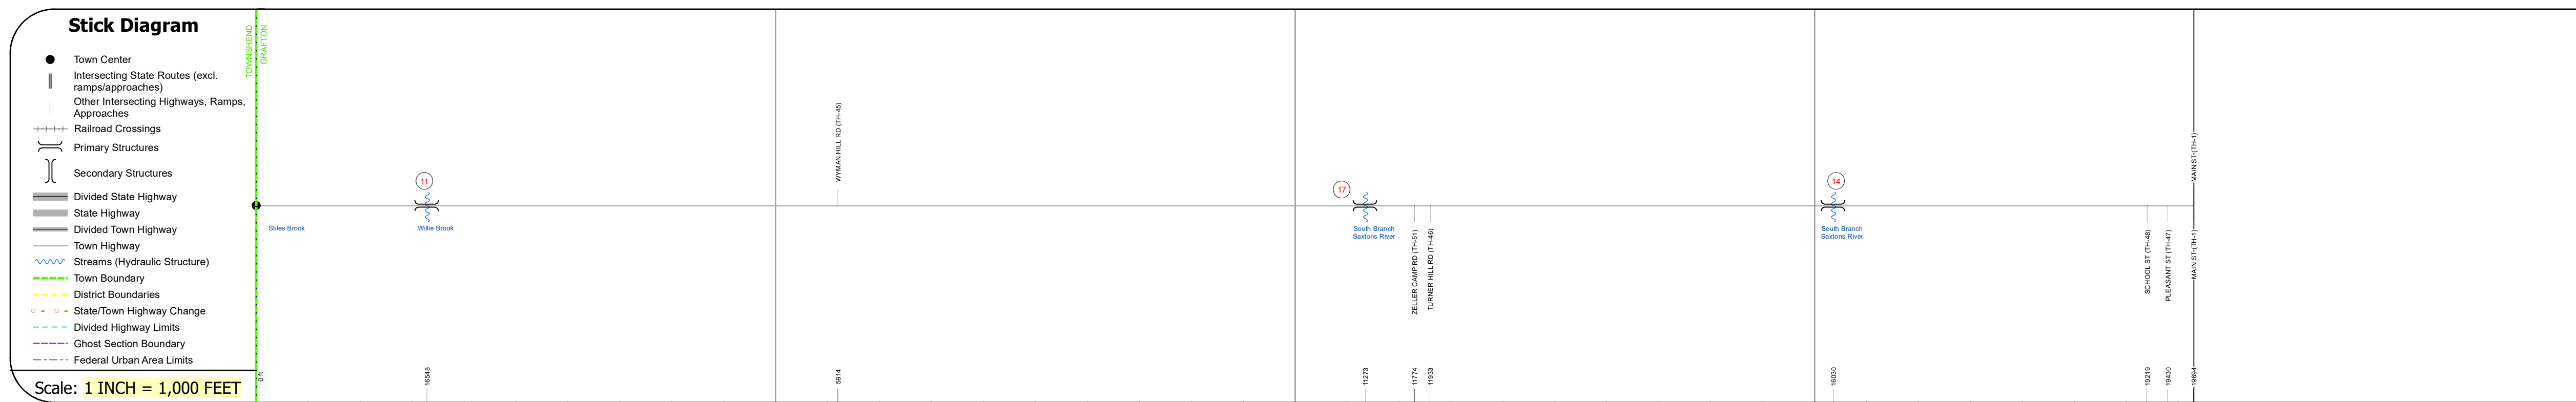 Stick Diagram
Town Center
Intersecting State Routes (excl.
ramps/approaches)
Other Intersecting Highways, Ramps,
Approaches
Railroad Crossings
Primary Structures
Secondary Structures
Divided State Highway
State Highway
Divided Town Highway
Town Highway
Streams (Hydraulic Structure)
Town Boundary
District Boundaries
State/Town Highway Change
Divided Highway Limits
Ghost Section Boundary
Federal Urban Area Limits
Scale: 1 INCH = 1,000 FEET
TOWNSHEND
GRAFTON
Stiles Brook
0 ft
11
Willie Brook
16548
WYMAN HILL RD (TH-45)
5914
17
South Branch
Saxtons River
11273
ZELLER CAMP RD (TH-51)
11774
TURNER HILL RD (TH-46)
11933
14
South Branch
Saxtons River
16030
SCHOOL ST (TH-48)
19219
PLEASANT ST (TH-47)
19430
MAIN ST (TH-1)
MAIN ST (TH-1)
19694